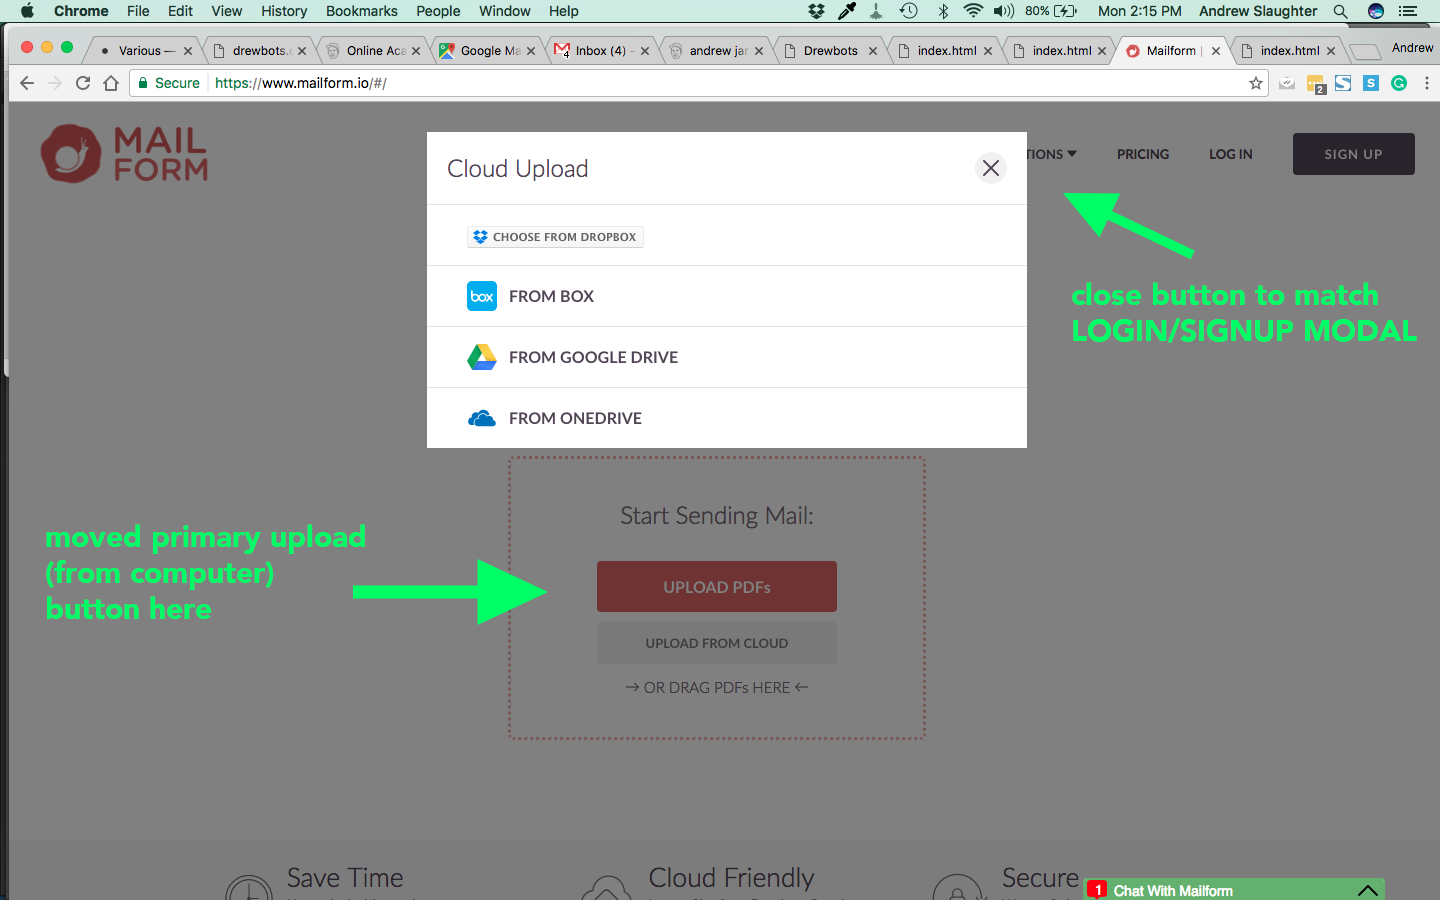 Chrome File Edit View History Bookmarks People Window Help 80% Mon 2:15 PM Andrew Slaughter
Various — drewbots. Online Aca Google Ma Inbox (4) - andrew jar Drewbots index.html index.html Mailform | index.html Andrew
Secure https://www.mailform.io/#/ 2
MAIL
FORM
TIONS PRICING LOG IN SIGN UP
Cloud Upload
CHOOSE FROM DROPBOX
box FROM BOX
FROM GOOGLE DRIVE
FROM ONEDRIVE
close button to match
LOGIN/SIGNUP MODAL
Start Sending Mail:
moved primary upload
(from computer)
button here
UPLOAD PDFs
UPLOAD FROM CLOUD
→ OR DRAG PDFs HERE ←
Save Time Cloud Friendly Secure
1 Chat With Mailform